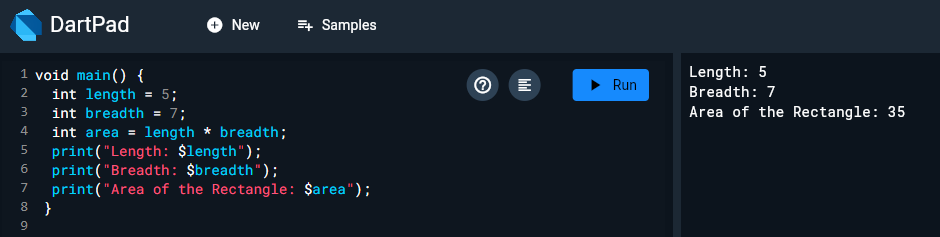 DartPad
New
Samples
1 void main() {
2 int length = 5;
3 int breadth = 7;
4 int area = length * breadth;
5 print("Length: $length");
6 print("Breadth: $breadth");
7 print("Area of the Rectangle: $area");
8 }
9
Run
Length: 5
Breadth: 7
Area of the Rectangle: 35